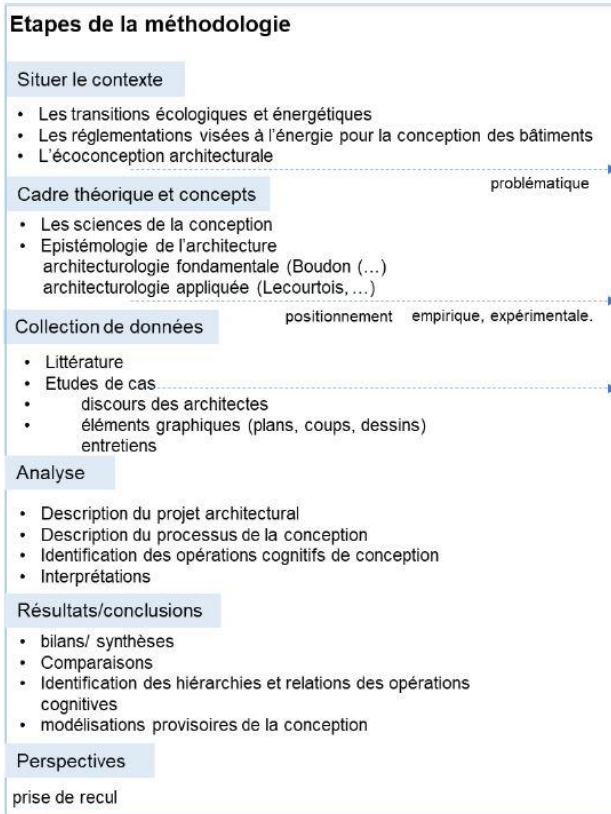 Etapes de la méthodologie
Situer le contexte
• Les transitions écologiques et énergétiques
• Les réglementations visées à l'énergie pour la conception des bâtiments
• L'écoconception architecturale
problématique
Cadre théorique et concepts
• Les sciences de la conception
• Epistémologie de l'architecture
architecturologie fondamentale (Boudon (…)
architecturologie appliquée (Lecourtois, …)
positionnement empirique, expérimentale.
Collection de données
• Littérature
• Etudes de cas
• discours des architectes
• éléments graphiques (plans, coups, dessins)
entretiens
Analyse
• Description du projet architectural
• Description du processus de la conception
• Identification des opérations cognitifs de conception
• Interprétations
Résultats/conclusions
• bilans/ synthèses
• Comparaisons
• Identification des hiérarchies et relations des opérations
cognitives
• modélisations provisoires de la conception
Perspectives
prise de recul